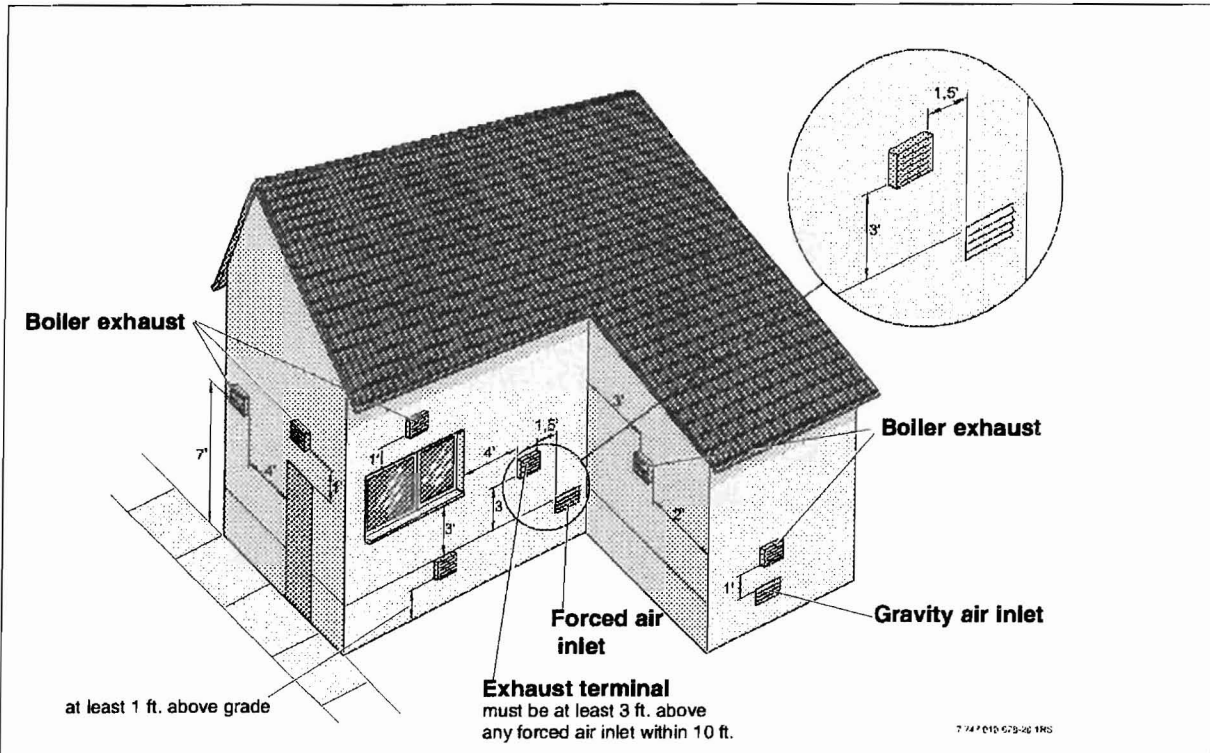 1,5'
3'
Boiler exhaust
7'
4'
1'
1'
4'
1,5'
3
3'
3'
2'
Boiler exhaust
1'
Gravity air inlet
Forced air
inlet
Exhaust terminal
must be at least 3 ft. above
any forced air inlet within 10 ft.
at least 1 ft. above grade